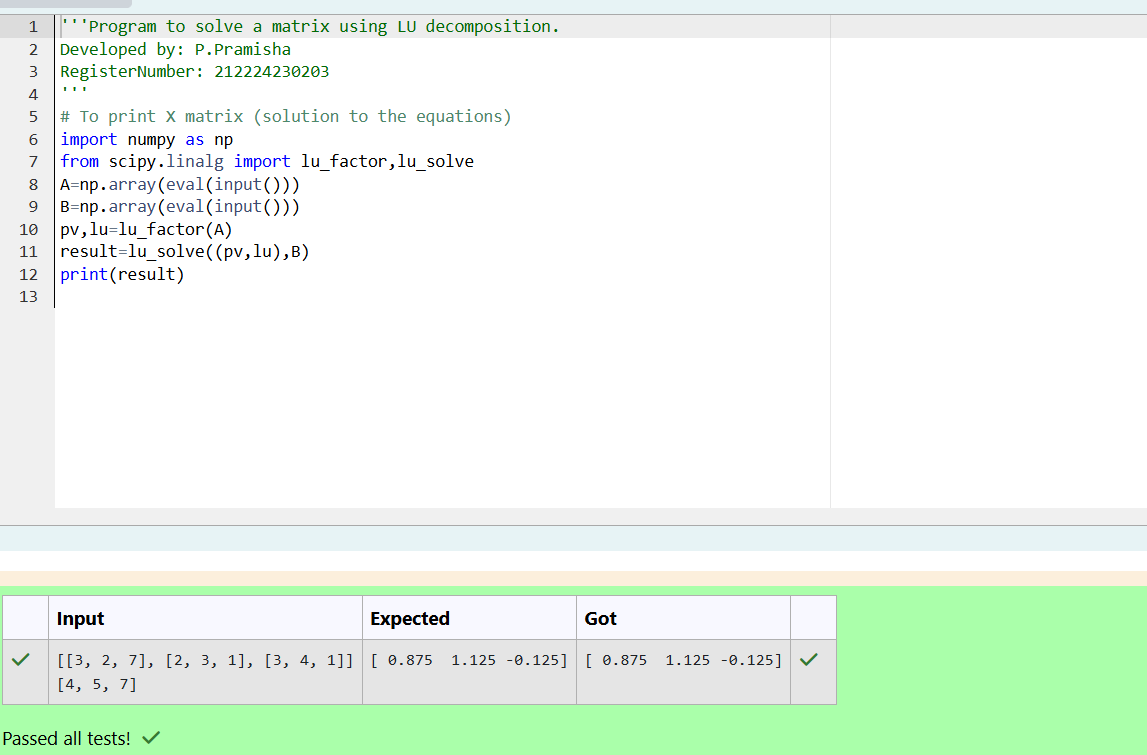 1 '''Program to solve a matrix using LU decomposition.
2 Developed by: P.Pramisha
3 RegisterNumber: 212224230203
4 '''
5 # To print X matrix (solution to the equations)
6 import numpy as np
7 from scipy.linalg import lu_factor,lu_solve
8 A=np.array(eval(input()))
9 B=np.array(eval(input()))
10 pv,lu=lu_factor(A)
11 result=lu_solve((pv,lu),B)
12 print(result)
13
Input Expected Got
[[3, 2, 7], [2, 3, 1], [3, 4, 1]] [ 0.875  1.125 -0.125] [ 0.875  1.125 -0.125]
[4, 5, 7]
Passed all tests!